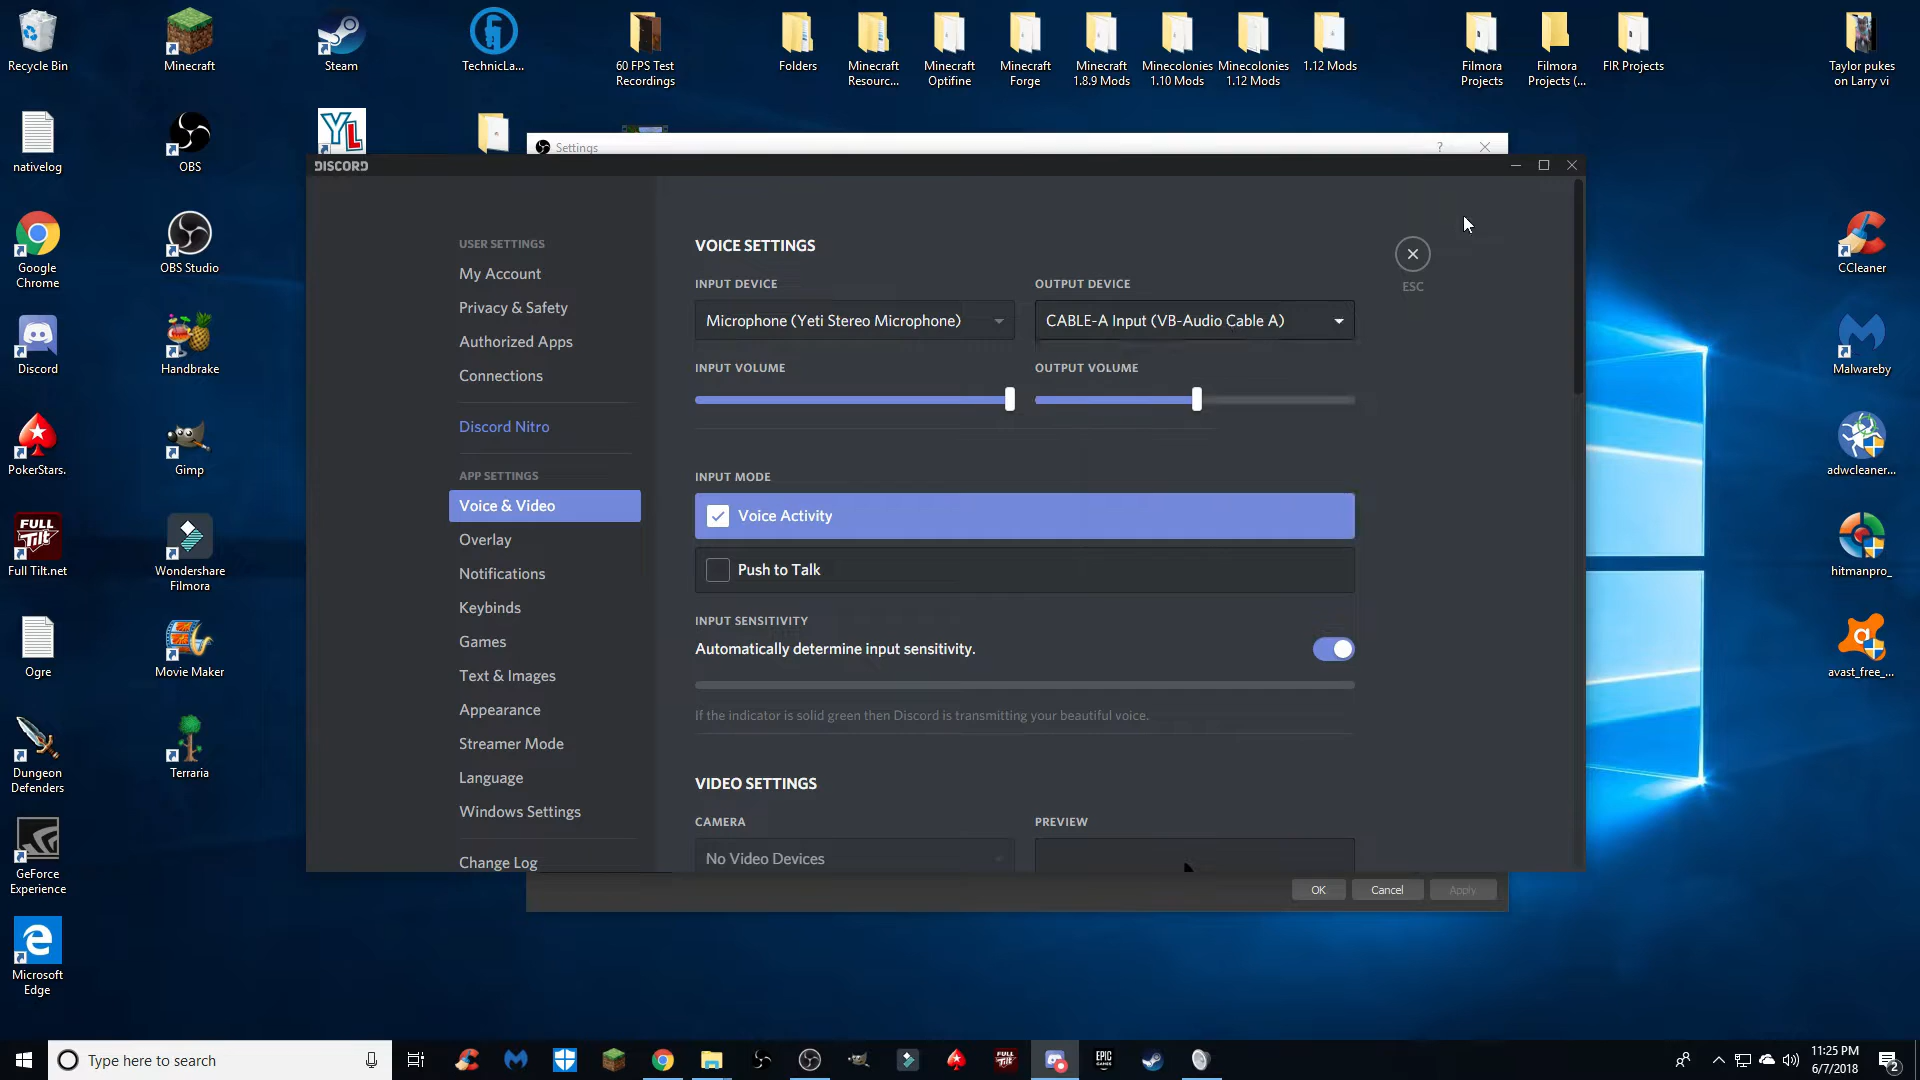 Recycle Bin
Minecraft
Steam
TechnicLa...
60 FPS Test
Recordings
Folders
Minecraft
Resourc...
Minecraft
Optifine
Minecraft
Forge
Minecraft
1.8.9 Mods
Minecolonies
1.10 Mods
Minecolonies
1.12 Mods
1.12 Mods
Filmora
Projects
Filmora
Projects (...
FIR Projects
Taylor pukes
on Larry vi
nativelog
OBS
YL
Settings
?
DISCORD
Google
Chrome
OBS Studio
CCleaner
Discord
Handbrake
Malwareby
PokerStars.
Gimp
adwcleaner...
FULL
TILT
Full Tilt.net
Wondershare
Filmora
hitmanpro_
Ogre
Movie Maker
avast_free_...
Dungeon
Defenders
Terraria
GeForce
Experience
Microsoft
Edge
USER SETTINGS
My Account
Privacy & Safety
Authorized Apps
Connections
Discord Nitro
APP SETTINGS
Voice & Video
Overlay
Notifications
Keybinds
Games
Text & Images
Appearance
Streamer Mode
Language
Windows Settings
Change Log
VOICE SETTINGS
INPUT DEVICE
OUTPUT DEVICE
Microphone (Yeti Stereo Microphone)
CABLE-A Input (VB-Audio Cable A)
ESC
INPUT VOLUME
OUTPUT VOLUME
INPUT MODE
Voice Activity
Push to Talk
INPUT SENSITIVITY
Automatically determine input sensitivity.
If the indicator is solid green then Discord is transmitting your beautiful voice.
VIDEO SETTINGS
CAMERA
PREVIEW
No Video Devices
OK
Cancel
Apply
Type here to search
FULL
TILT
EPIC
GAMES
11:25 PM
6/7/2018
2